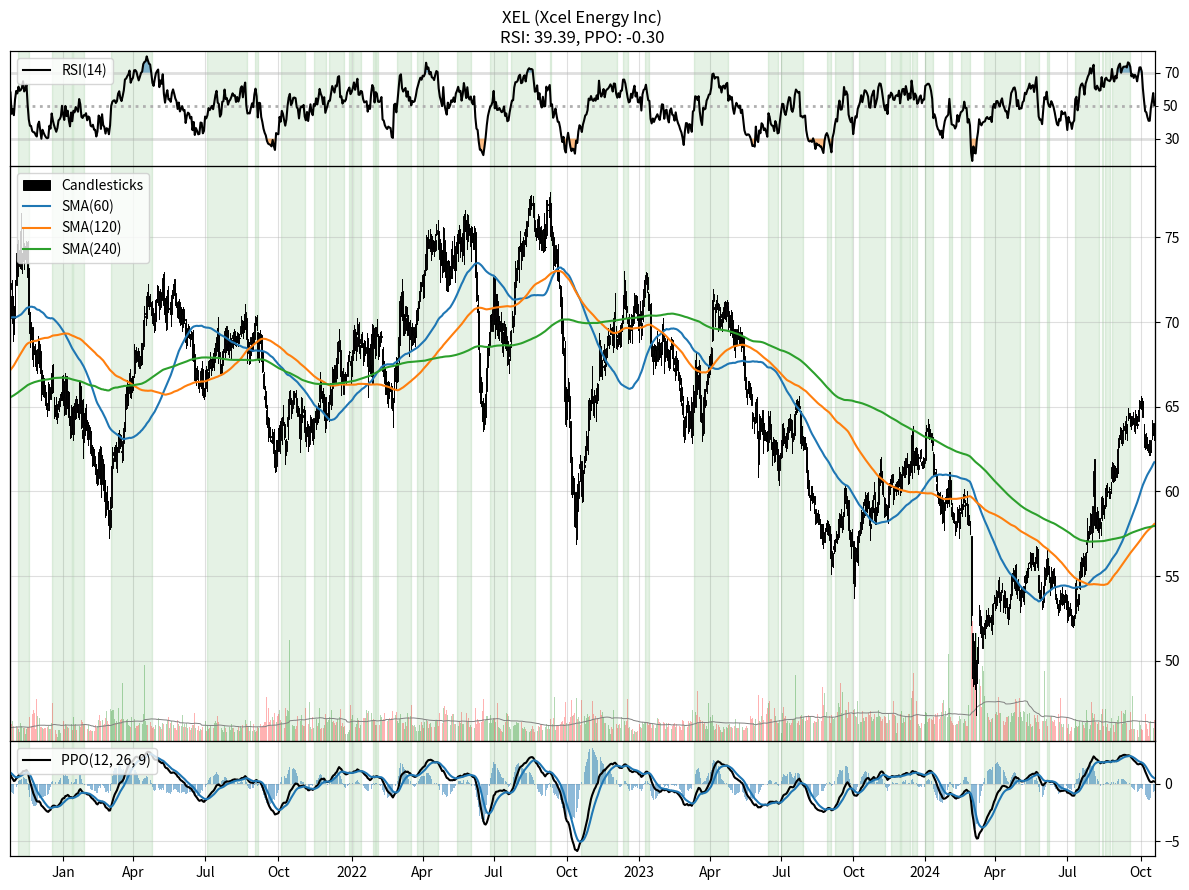 XEL (Xcel Energy Inc)
RSI: 39.39, PPO: -0.30
RSI(14)
70
50
30
Candlesticks
SMA(60)
SMA(120)
SMA(240)
75
70
65
60
55
50
PPO(12, 26, 9)
0
−5
Jan Apr Jul Oct 2022 Apr Jul Oct 2023 Apr Jul Oct 2024 Apr Jul Oct